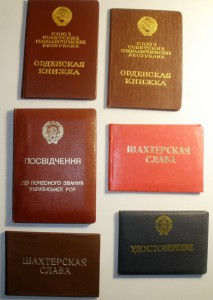 СОЮЗ
СОВЕТСКИХ
СОЦИАЛИСТИЧЕСКИХ
РЕСПУБЛИК
ОРДЕНСКАЯ
КНИЖКА
СОЮЗ
СОВЕТСКИХ
СОЦИАЛИСТИЧЕСКИХ
РЕСПУБЛИК
ОРДЕНСКАЯ
КНИЖКА
ПОСВІДЧЕННЯ
ДО ПОЧЕСНОГО ЗВАННЯ
УКРАЇНСЬКОЇ РСР
ШАХТЕРСКАЯ
СЛАВА
ШАХТЕРСКАЯ
СЛАВА
УДОСТОВЕРЕНИЕ